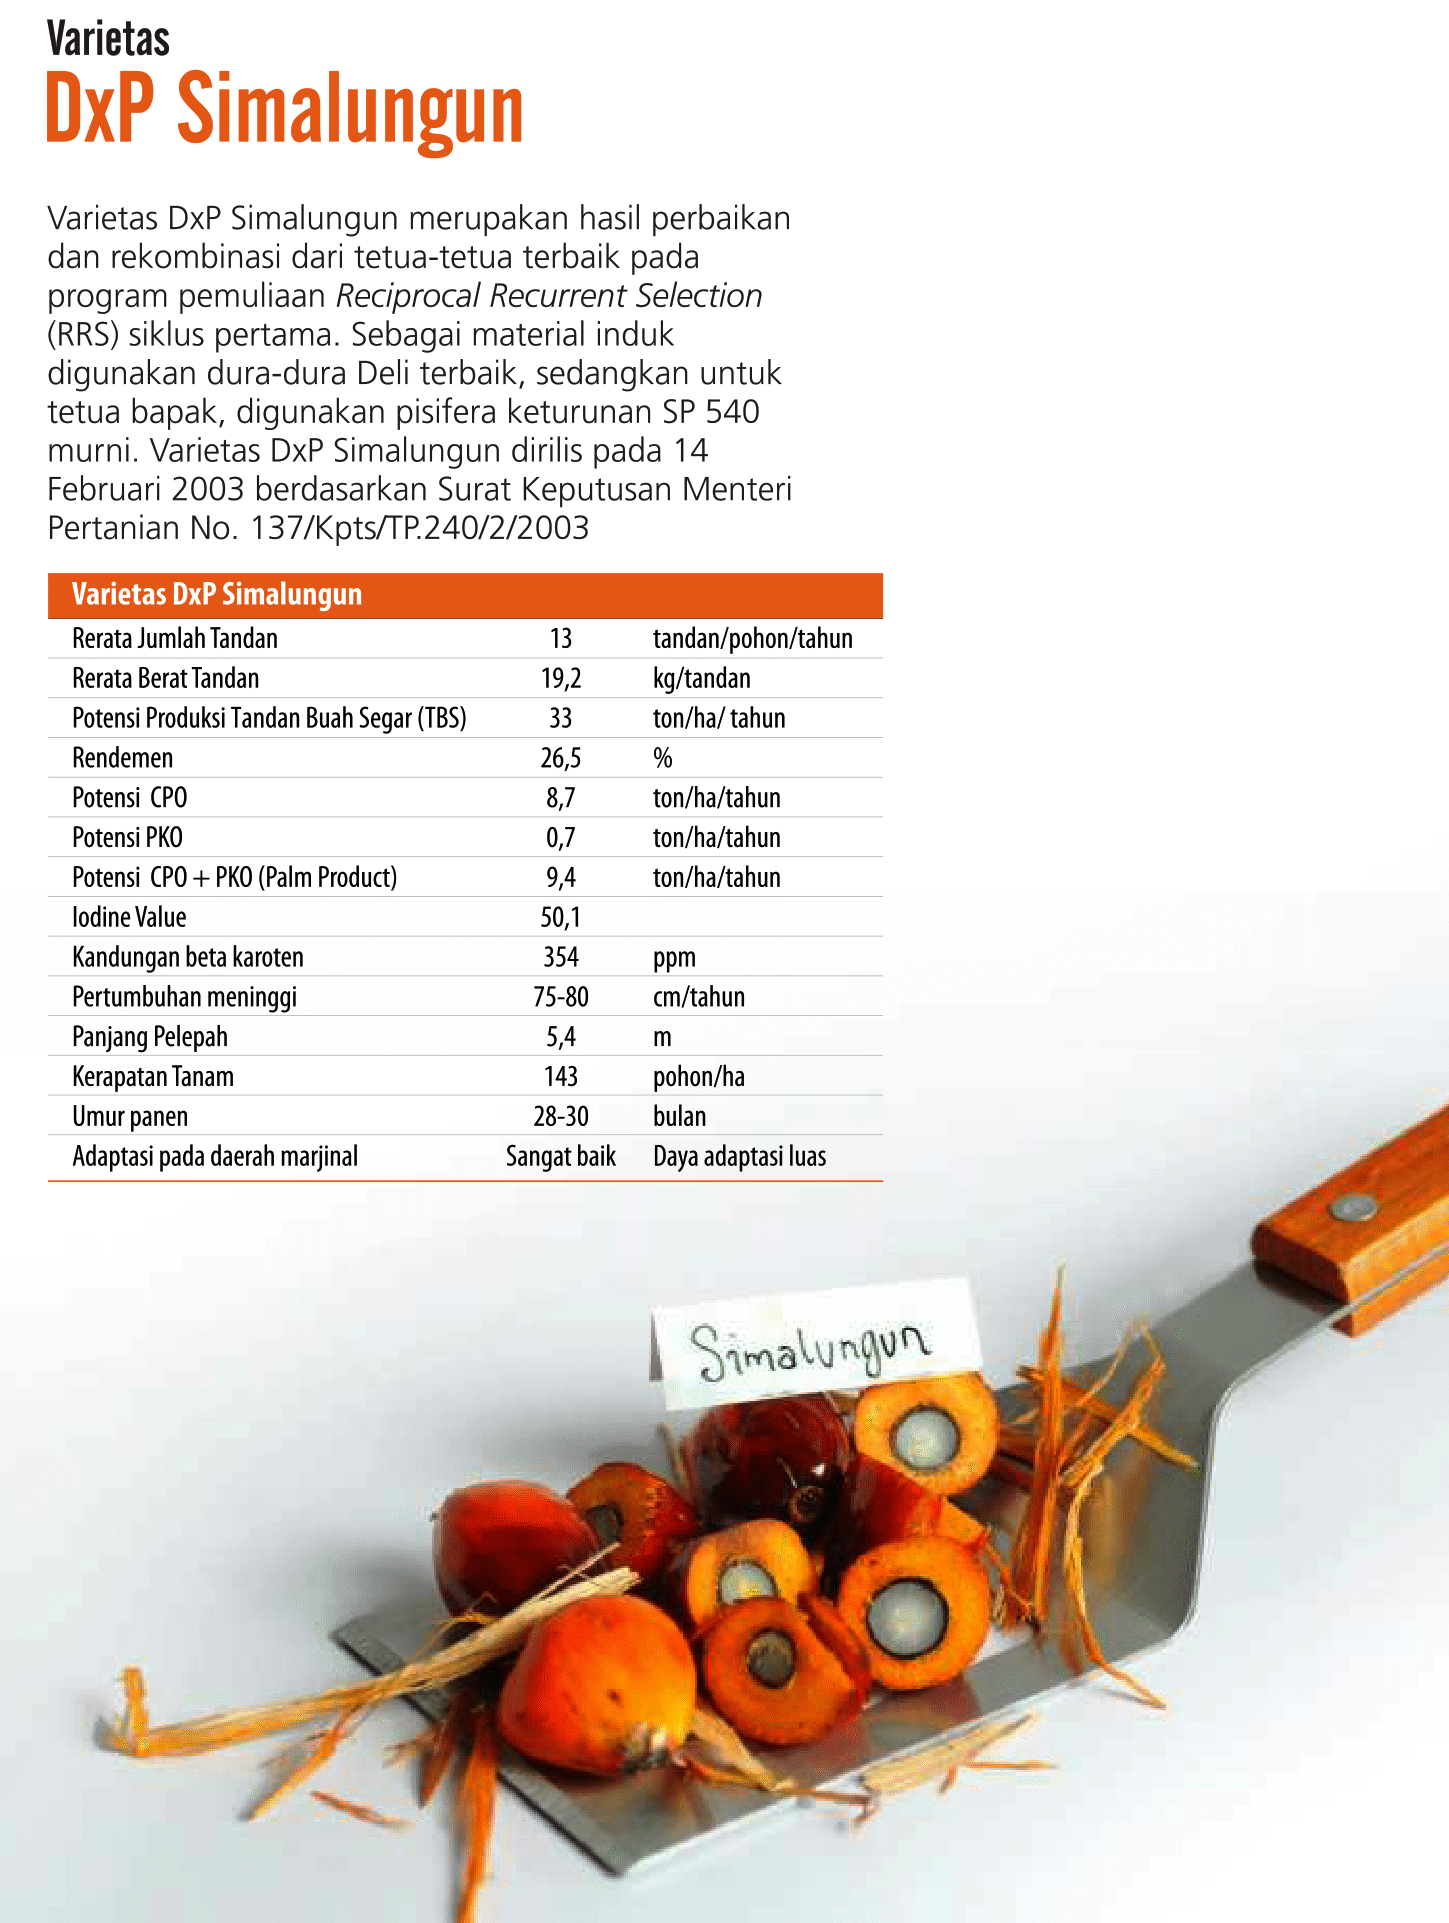 Varietas
DxP Simalungun
Varietas DxP Simalungun merupakan hasil perbaikan
dan rekombinasi dari tetua-tetua terbaik pada
program pemuliaan Reciprocal Recurrent Selection
(RRS) siklus pertama. Sebagai material induk
digunakan dura-dura Deli terbaik, sedangkan untuk
tetua bapak, digunakan pisifera keturunan SP 540
murni. Varietas DxP Simalungun dirilis pada 14
Februari 2003 berdasarkan Surat Keputusan Menteri
Pertanian No. 137/Kpts/TP.240/2/2003
Varietas DxP Simalungun
Rerata Jumlah Tandan 13 tandan/pohon/tahun
Rerata Berat Tandan 19,2 kg/tandan
Potensi Produksi Tandan Buah Segar (TBS) 33 ton/ha/ tahun
Rendemen 26,5 %
Potensi CPO 8,7 ton/ha/tahun
Potensi PKO 0,7 ton/ha/tahun
Potensi CPO + PKO (Palm Product) 9,4 ton/ha/tahun
Iodine Value 50,1
Kandungan beta karoten 354 ppm
Pertumbuhan meninggi 75-80 cm/tahun
Panjang Pelepah 5,4 m
Kerapatan Tanam 143 pohon/ha
Umur panen 28-30 bulan
Adaptasi pada daerah marjinal Sangat baik Daya adaptasi luas
Simalungun